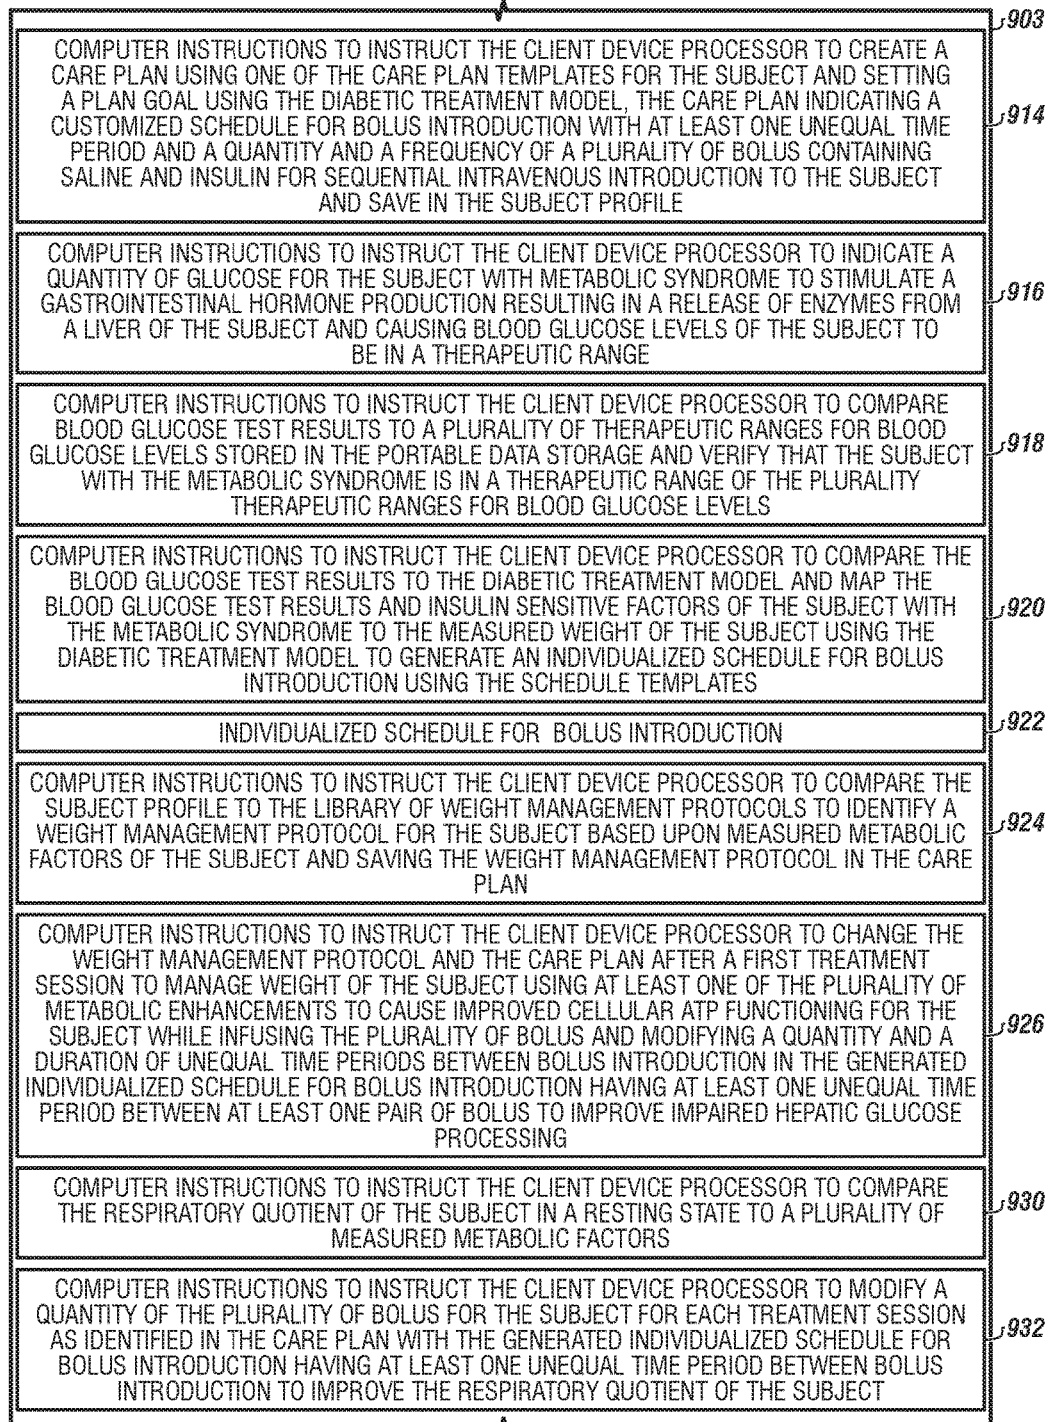 903
COMPUTER INSTRUCTIONS TO INSTRUCT THE CLIENT DEVICE PROCESSOR TO CREATE A
CARE PLAN USING ONE OF THE CARE PLAN TEMPLATES FOR THE SUBJECT AND SETTING
A PLAN GOAL USING THE DIABETIC TREATMENT MODEL, THE CARE PLAN INDICATING A
CUSTOMIZED SCHEDULE FOR BOLUS INTRODUCTION WITH AT LEAST ONE UNEQUAL TIME
PERIOD AND A QUANTITY AND A FREQUENCY OF A PLURALITY OF BOLUS CONTAINING
SALINE AND INSULIN FOR SEQUENTIAL INTRAVENOUS INTRODUCTION TO THE SUBJECT
AND SAVE IN THE SUBJECT PROFILE
914
COMPUTER INSTRUCTIONS TO INSTRUCT THE CLIENT DEVICE PROCESSOR TO INDICATE A
QUANTITY OF GLUCOSE FOR THE SUBJECT WITH METABOLIC SYNDROME TO STIMULATE A
GASTROINTESTINAL HORMONE PRODUCTION RESULTING IN A RELEASE OF ENZYMES FROM
A LIVER OF THE SUBJECT AND CAUSING BLOOD GLUCOSE LEVELS OF THE SUBJECT TO
BE IN A THERAPEUTIC RANGE
916
COMPUTER INSTRUCTIONS TO INSTRUCT THE CLIENT DEVICE PROCESSOR TO COMPARE
BLOOD GLUCOSE TEST RESULTS TO A PLURALITY OF THERAPEUTIC RANGES FOR BLOOD
GLUCOSE LEVELS STORED IN THE PORTABLE DATA STORAGE AND VERIFY THAT THE SUBJECT
WITH THE METABOLIC SYNDROME IS IN A THERAPEUTIC RANGE OF THE PLURALITY
THERAPEUTIC RANGES FOR BLOOD GLUCOSE LEVELS
918
COMPUTER INSTRUCTIONS TO INSTRUCT THE CLIENT DEVICE PROCESSOR TO COMPARE THE
BLOOD GLUCOSE TEST RESULTS TO THE DIABETIC TREATMENT MODEL AND MAP THE
BLOOD GLUCOSE TEST RESULTS AND INSULIN SENSITIVE FACTORS OF THE SUBJECT WITH
THE METABOLIC SYNDROME TO THE MEASURED WEIGHT OF THE SUBJECT USING THE
DIABETIC TREATMENT MODEL TO GENERATE AN INDIVIDUALIZED SCHEDULE FOR BOLUS
INTRODUCTION USING THE SCHEDULE TEMPLATES
920
INDIVIDUALIZED SCHEDULE FOR BOLUS INTRODUCTION
922
COMPUTER INSTRUCTIONS TO INSTRUCT THE CLIENT DEVICE PROCESSOR TO COMPARE THE
SUBJECT PROFILE TO THE LIBRARY OF WEIGHT MANAGEMENT PROTOCOLS TO IDENTIFY A
WEIGHT MANAGEMENT PROTOCOL FOR THE SUBJECT BASED UPON MEASURED METABOLIC
FACTORS OF THE SUBJECT AND SAVING THE WEIGHT MANAGEMENT PROTOCOL IN THE CARE
PLAN
924
COMPUTER INSTRUCTIONS TO INSTRUCT THE CLIENT DEVICE PROCESSOR TO CHANGE THE
WEIGHT MANAGEMENT PROTOCOL AND THE CARE PLAN AFTER A FIRST TREATMENT
SESSION TO MANAGE WEIGHT OF THE SUBJECT USING AT LEAST ONE OF THE PLURALITY OF
METABOLIC ENHANCEMENTS TO CAUSE IMPROVED CELLULAR ATP FUNCTIONING FOR THE
SUBJECT WHILE INFUSING THE PLURALITY OF BOLUS AND MODIFYING A QUANTITY AND A
DURATION OF UNEQUAL TIME PERIODS BETWEEN BOLUS INTRODUCTION IN THE GENERATED
INDIVIDUALIZED SCHEDULE FOR BOLUS INTRODUCTION HAVING AT LEAST ONE UNEQUAL TIME
PERIOD BETWEEN AT LEAST ONE PAIR OF BOLUS TO IMPROVE IMPAIRED HEPATIC GLUCOSE
PROCESSING
926
COMPUTER INSTRUCTIONS TO INSTRUCT THE CLIENT DEVICE PROCESSOR TO COMPARE
THE RESPIRATORY QUOTIENT OF THE SUBJECT IN A RESTING STATE TO A PLURALITY OF
MEASURED METABOLIC FACTORS
930
COMPUTER INSTRUCTIONS TO INSTRUCT THE CLIENT DEVICE PROCESSOR TO MODIFY A
QUANTITY OF THE PLURALITY OF BOLUS FOR THE SUBJECT FOR EACH TREATMENT SESSION
AS IDENTIFIED IN THE CARE PLAN WITH THE GENERATED INDIVIDUALIZED SCHEDULE FOR
BOLUS INTRODUCTION HAVING AT LEAST ONE UNEQUAL TIME PERIOD BETWEEN BOLUS
INTRODUCTION TO IMPROVE THE RESPIRATORY QUOTIENT OF THE SUBJECT
932